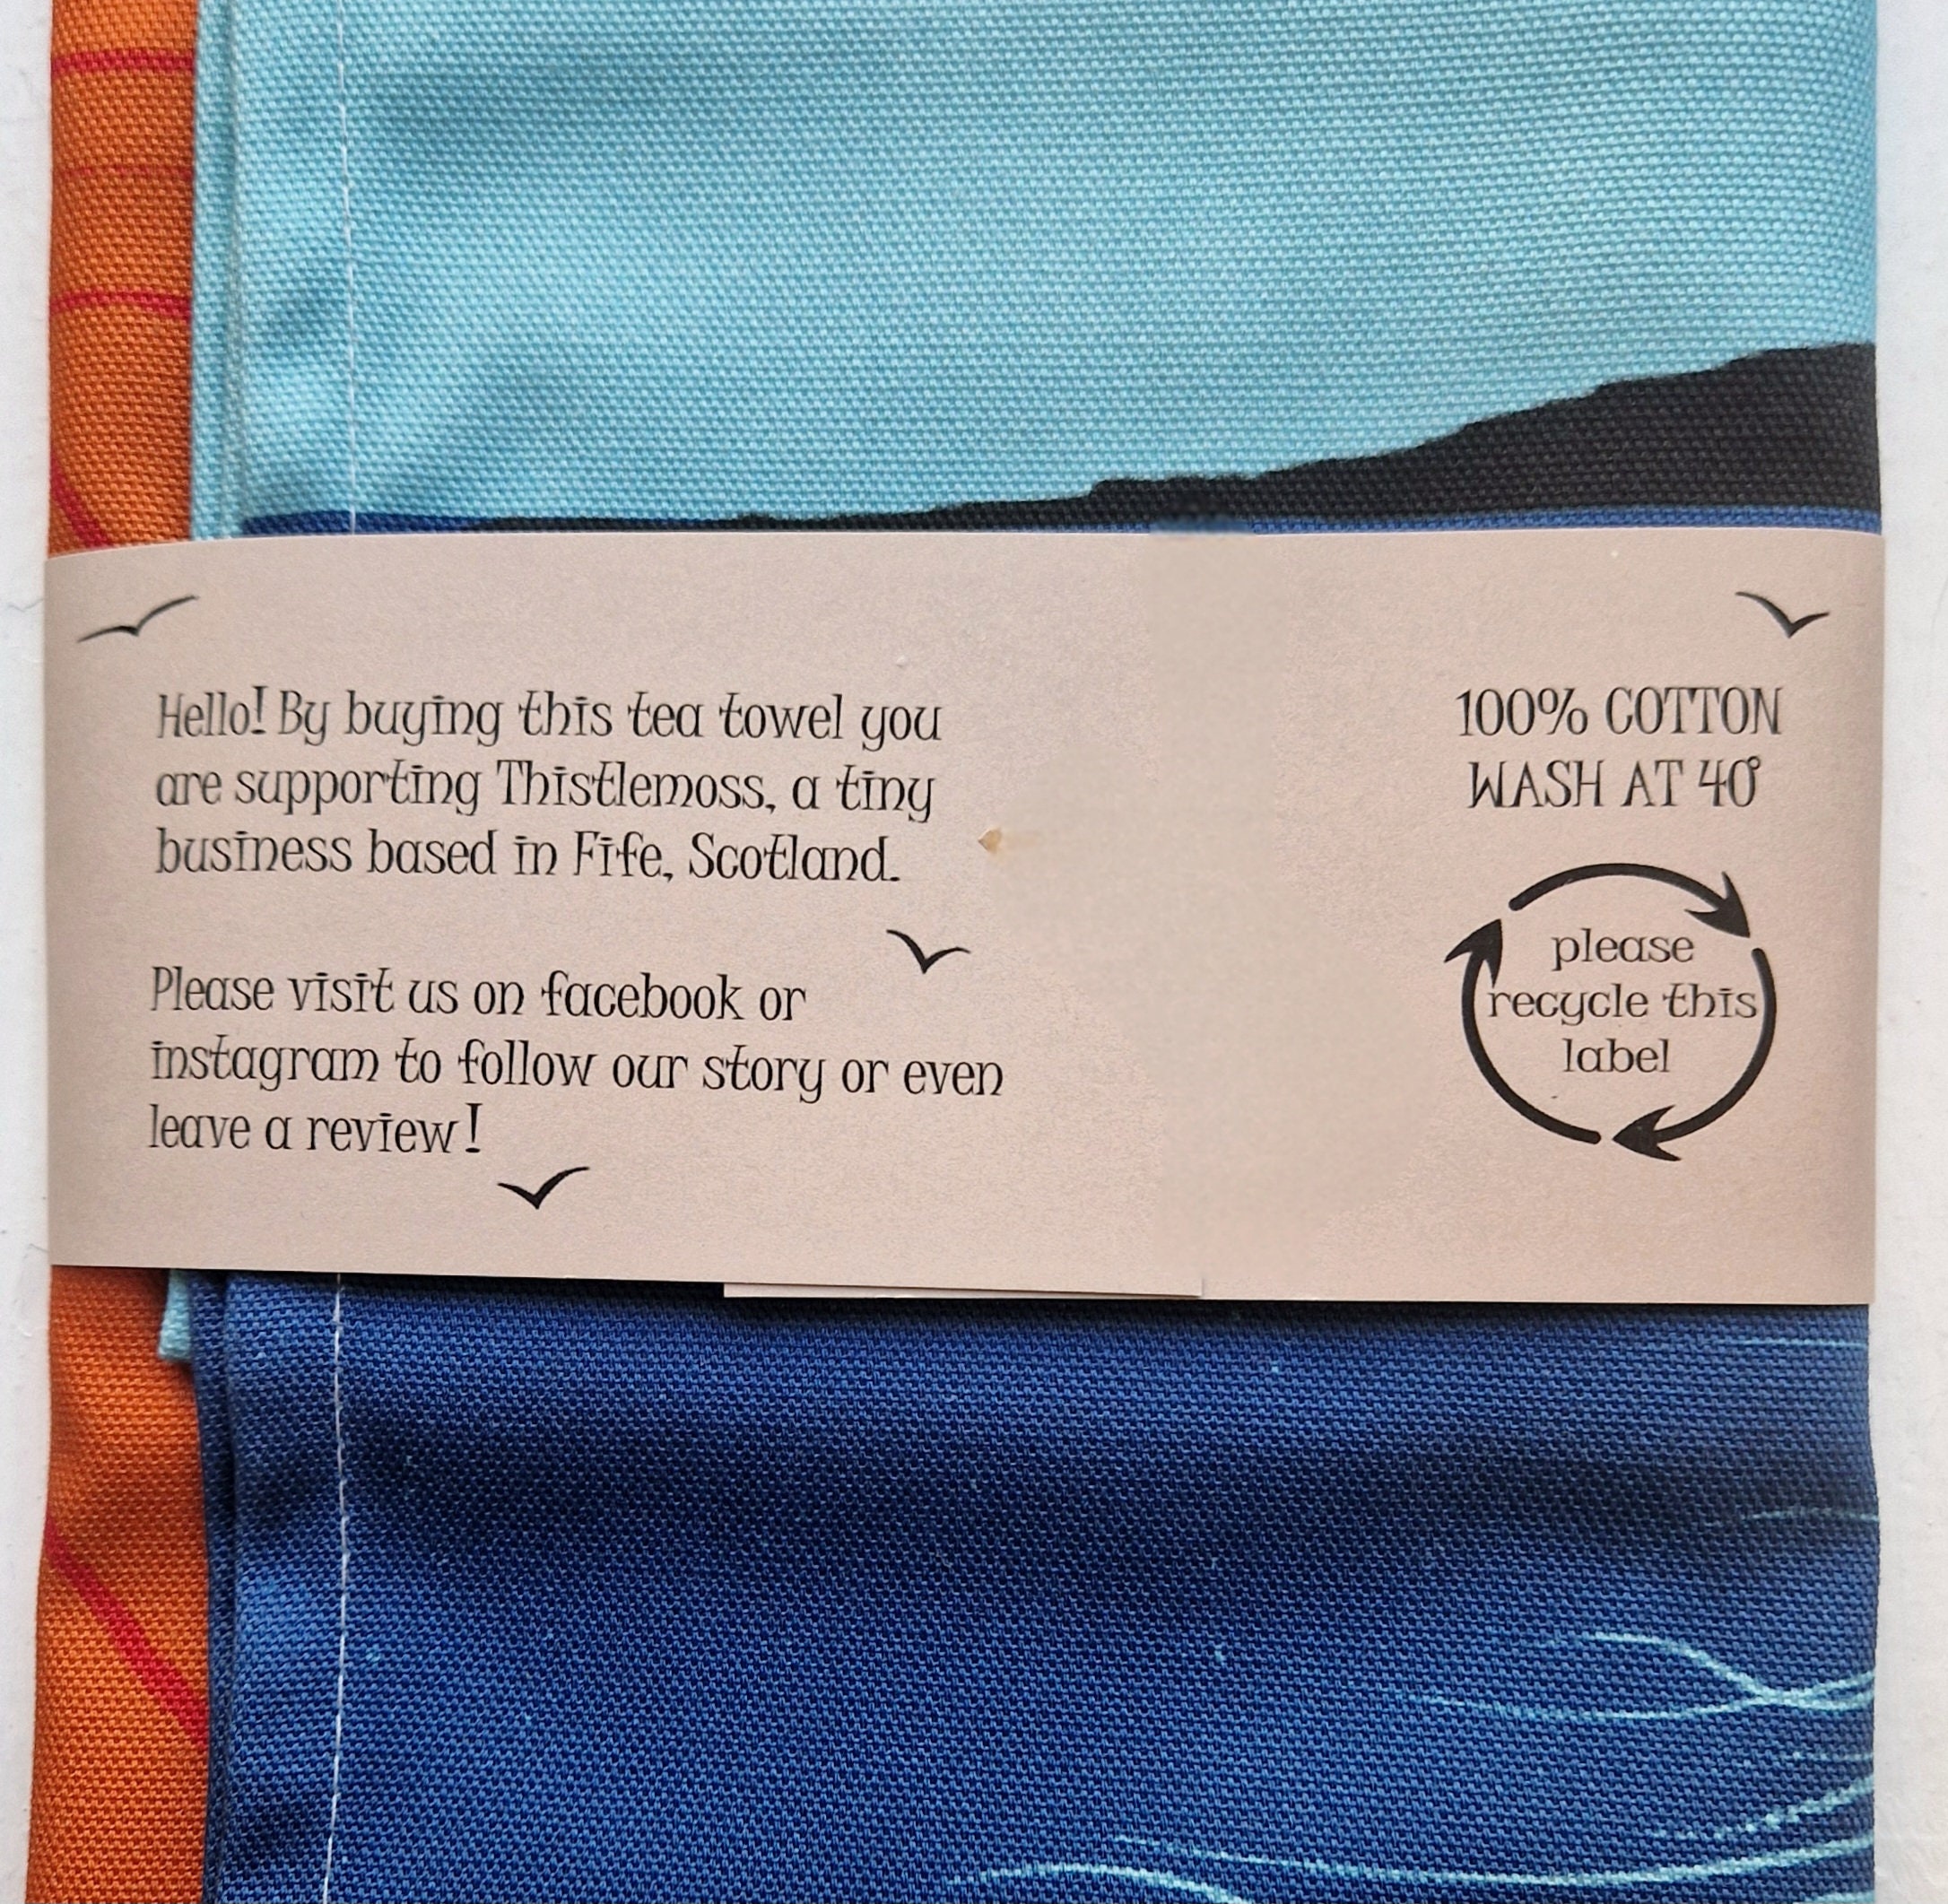 Hello! By buying this tea towel you
are supporting Thistlemoss, a tiny
business based in Fife, Scotland.
Please visit us on facebook or
instagram to follow our story or even
leave a review!
100% COTTON
WASH AT 40°
please
recycle this
label